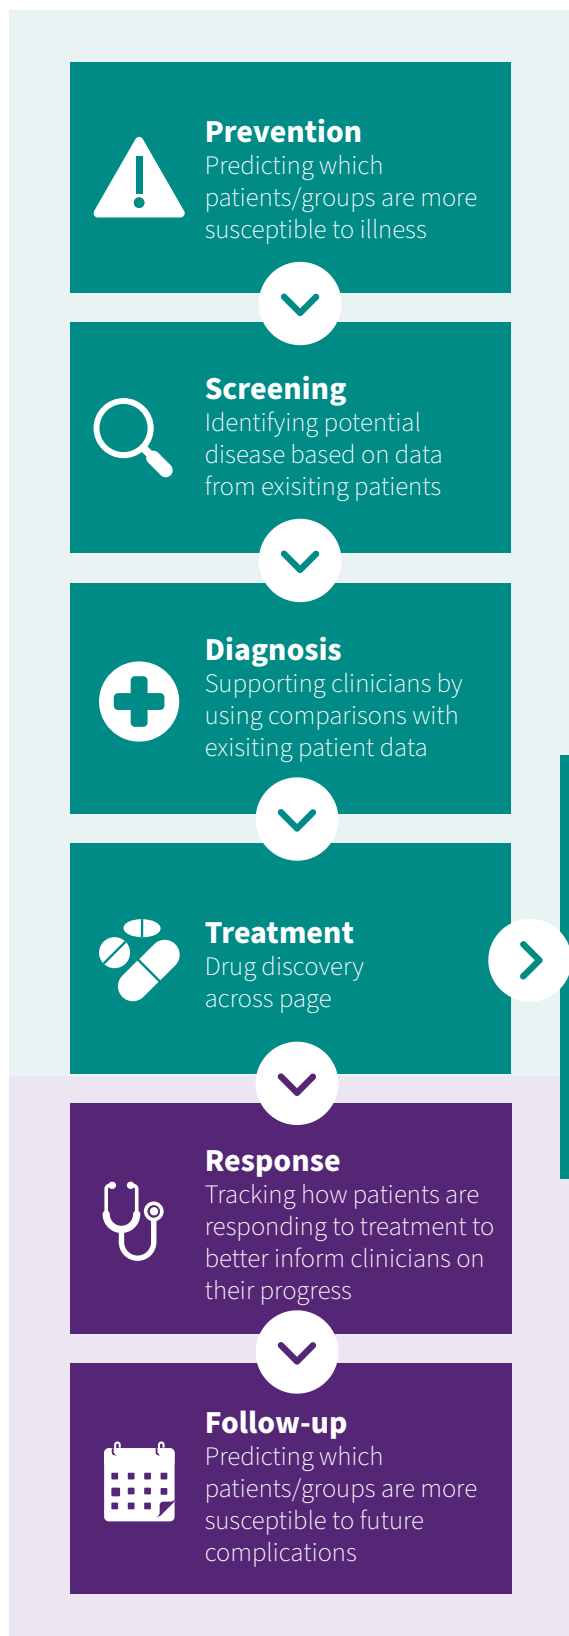 Prevention
Predicting which
patients/groups are more
susceptible to illness
Screening
Identifying potential
disease based on data
from exisiting patients
Diagnosis
Supporting clinicians by
using comparisons with
exisiting patient data
Treatment
Drug discovery
across page
Response
Tracking how patients are
responding to treatment to
better inform clinicians on
their progress
Follow-up
Predicting which
patients/groups are more
susceptible to future
complications